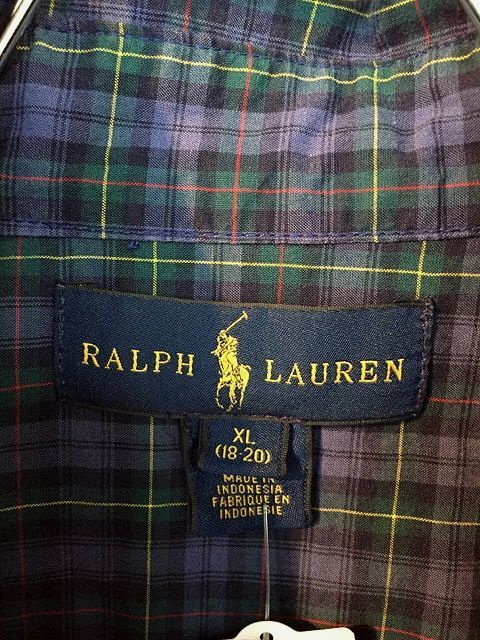 RALPH LAUREN
XL
(18-20)
MADE IN
INDONESIA
FABRIQUE EN
INDONESIE